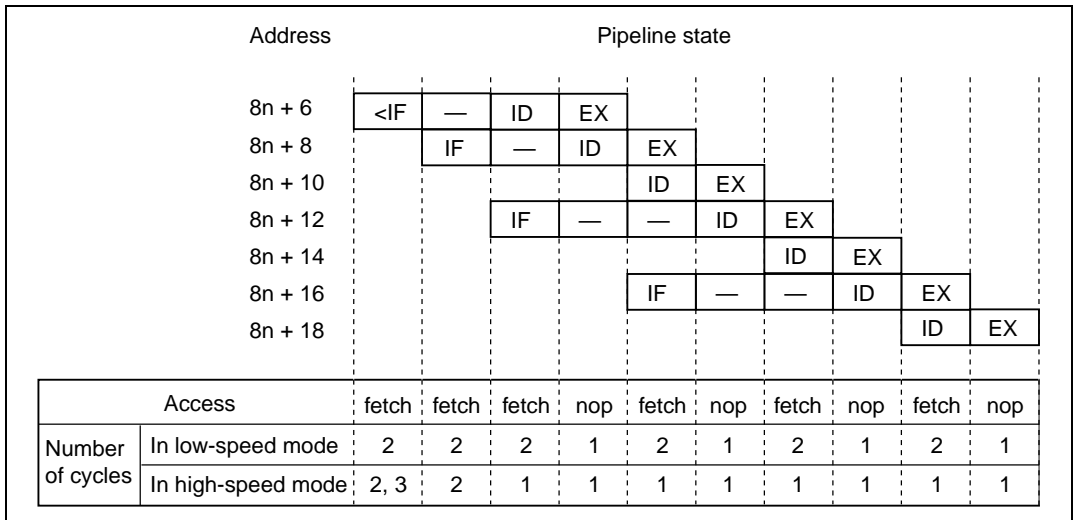 Address Pipeline state
8n + 6 <IF — ID EX
8n + 8 IF — ID EX
8n + 10 ID EX
8n + 12 IF — — ID EX
8n + 14 ID EX
8n + 16 IF — — ID EX
8n + 18 ID EX
Access fetch fetch fetch nop fetch nop fetch nop fetch nop
Number of cycles
In low-speed mode 2 2 2 1 2 1 2 1 2 1
In high-speed mode 2, 3 2 1 1 1 1 1 1 1 1